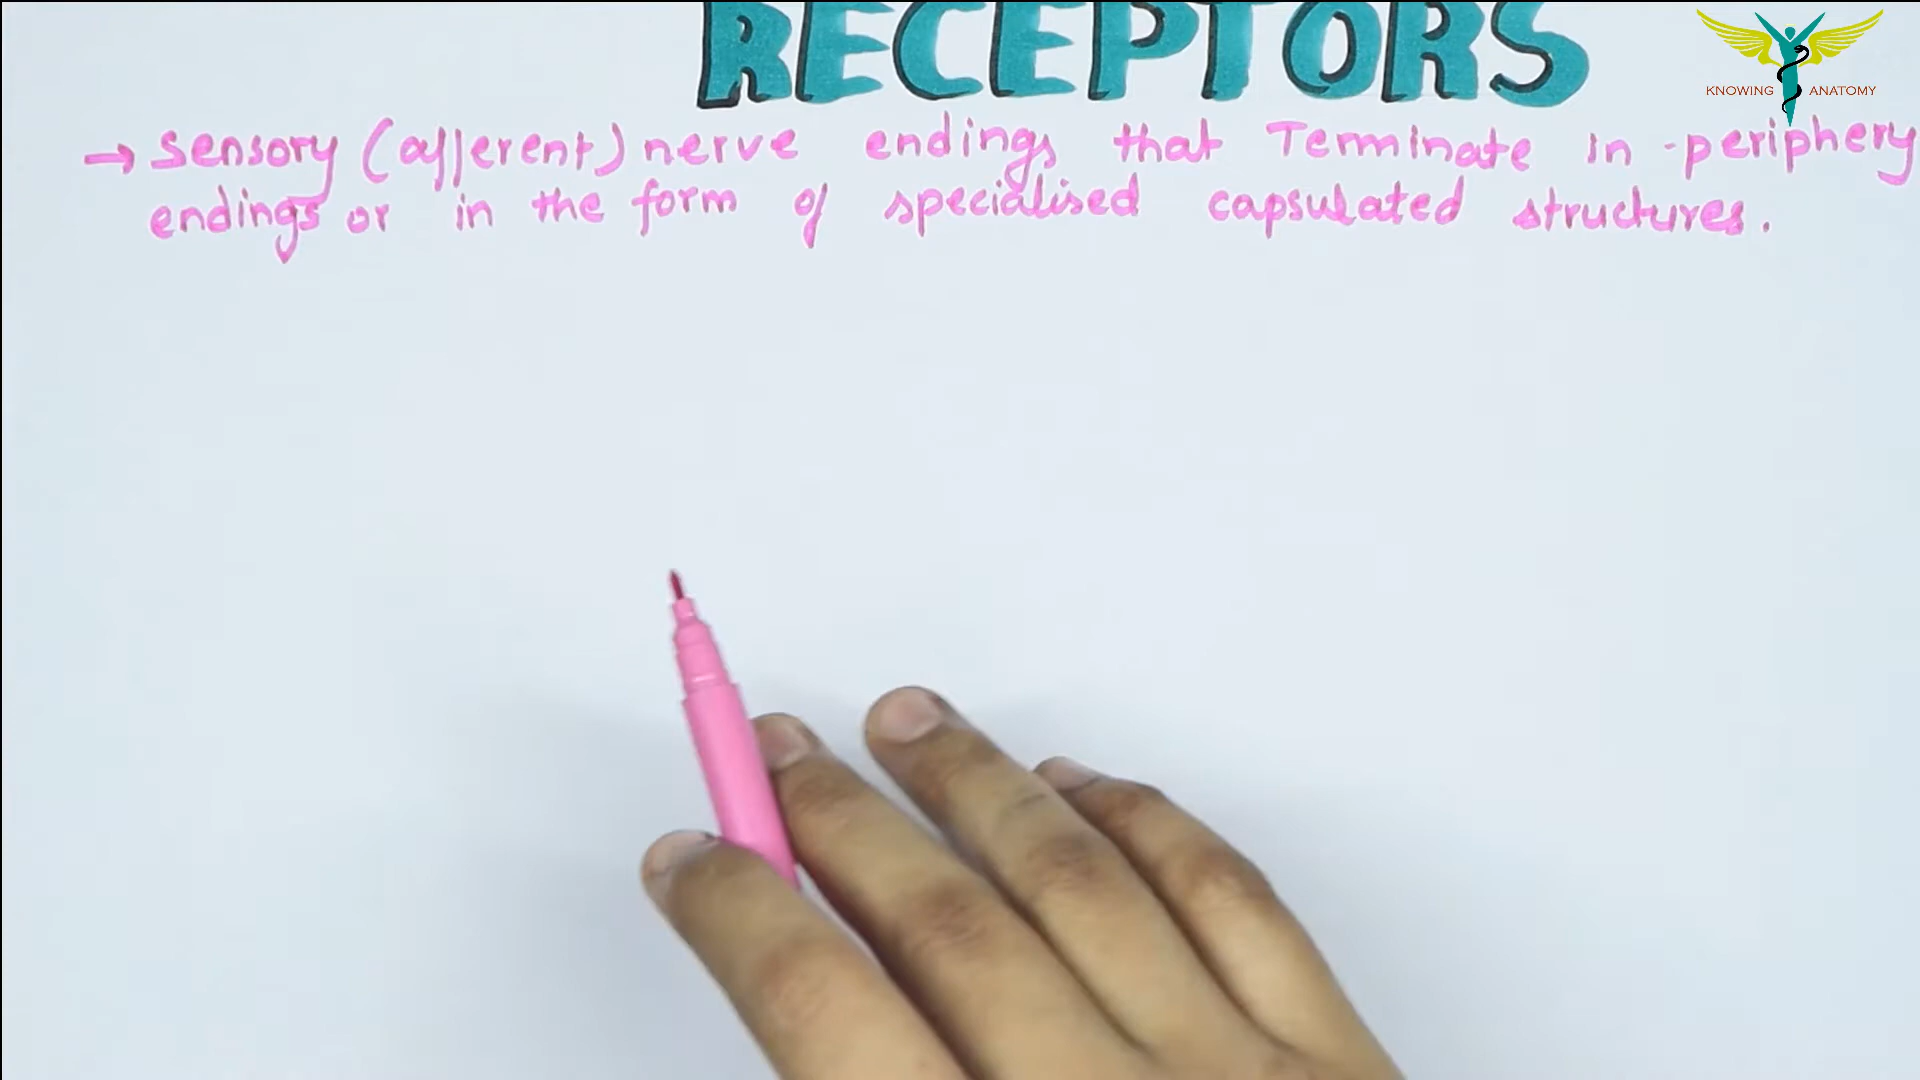 RECEPTORS
KNOWING ANATOMY
→ Sensory (afferent) nerve endings that Terminate in periphery
endings or in the form of specialised capsulated structures.